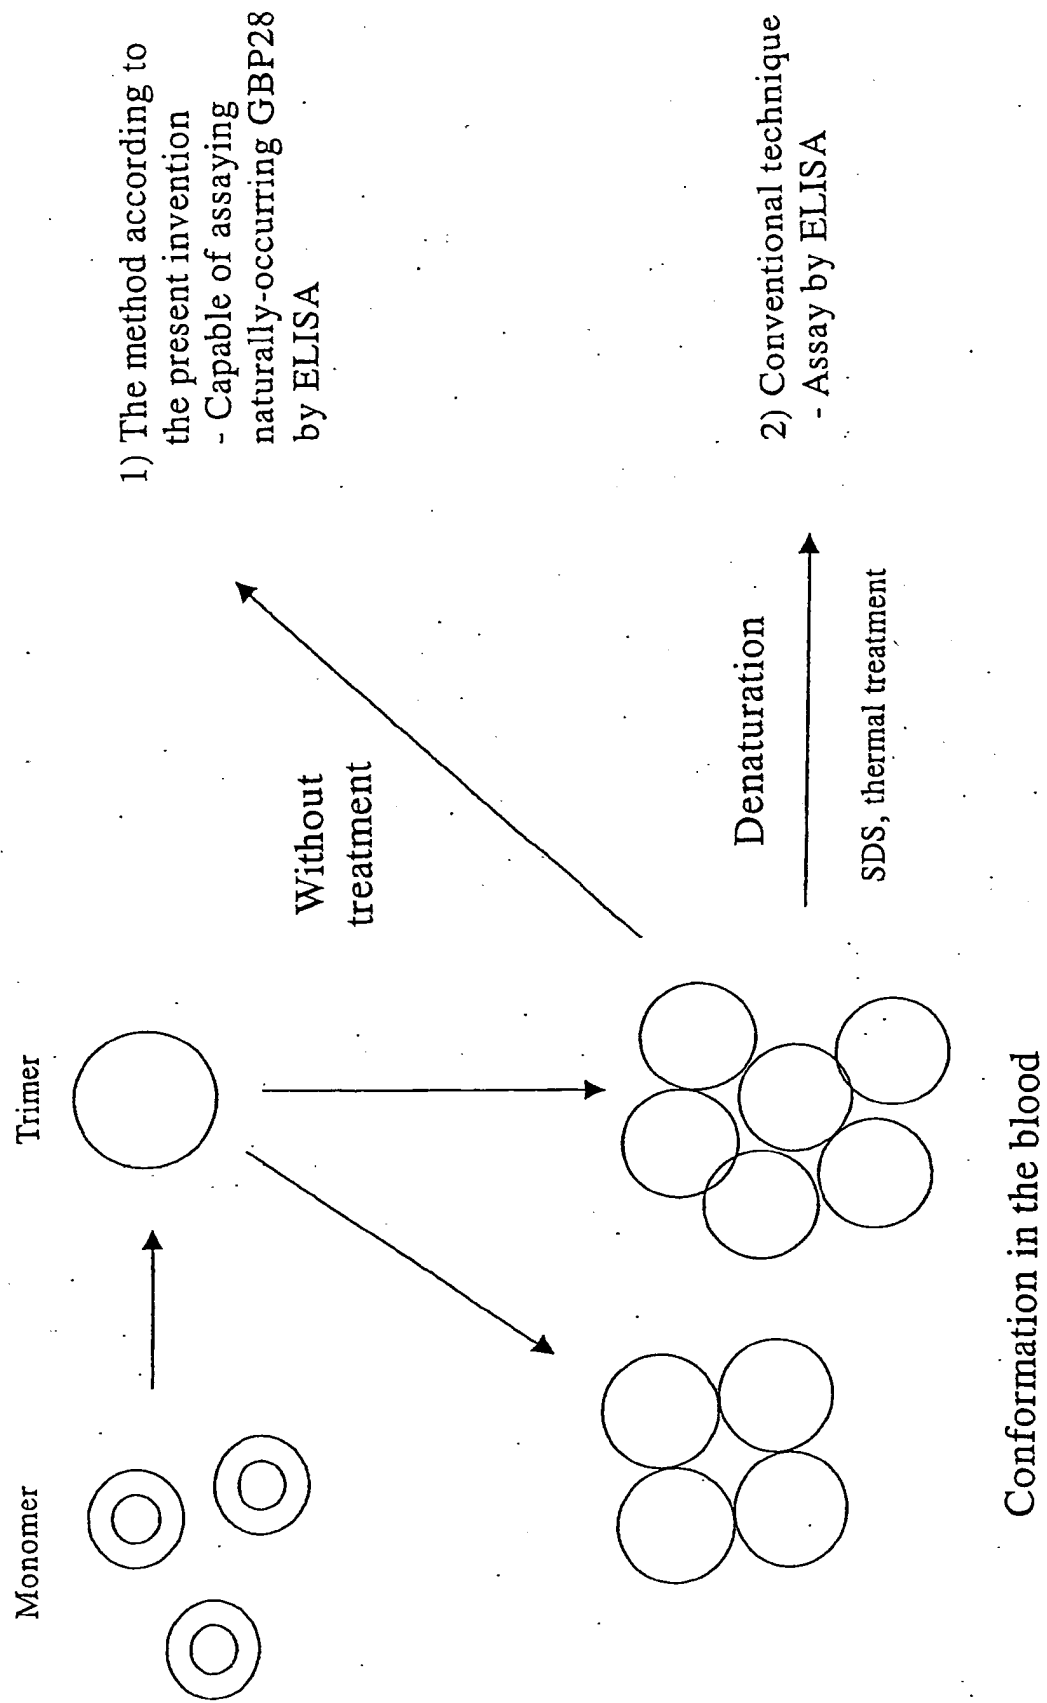 Monomer
Trimer
1) The method according to
the present invention
- Capable of assaying
naturally-occurring GBP28
by ELISA
Without
treatment
Denaturation
SDS, thermal treatment
2) Conventional technique
- Assay by ELISA
Conformation in the blood